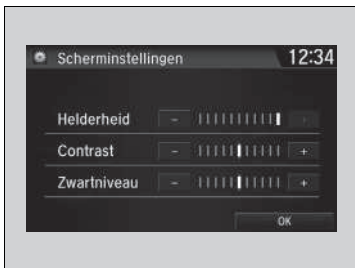 Scherminstellingen 12:34
Helderheid - +
Contrast - +
Zwartniveau - +
OK